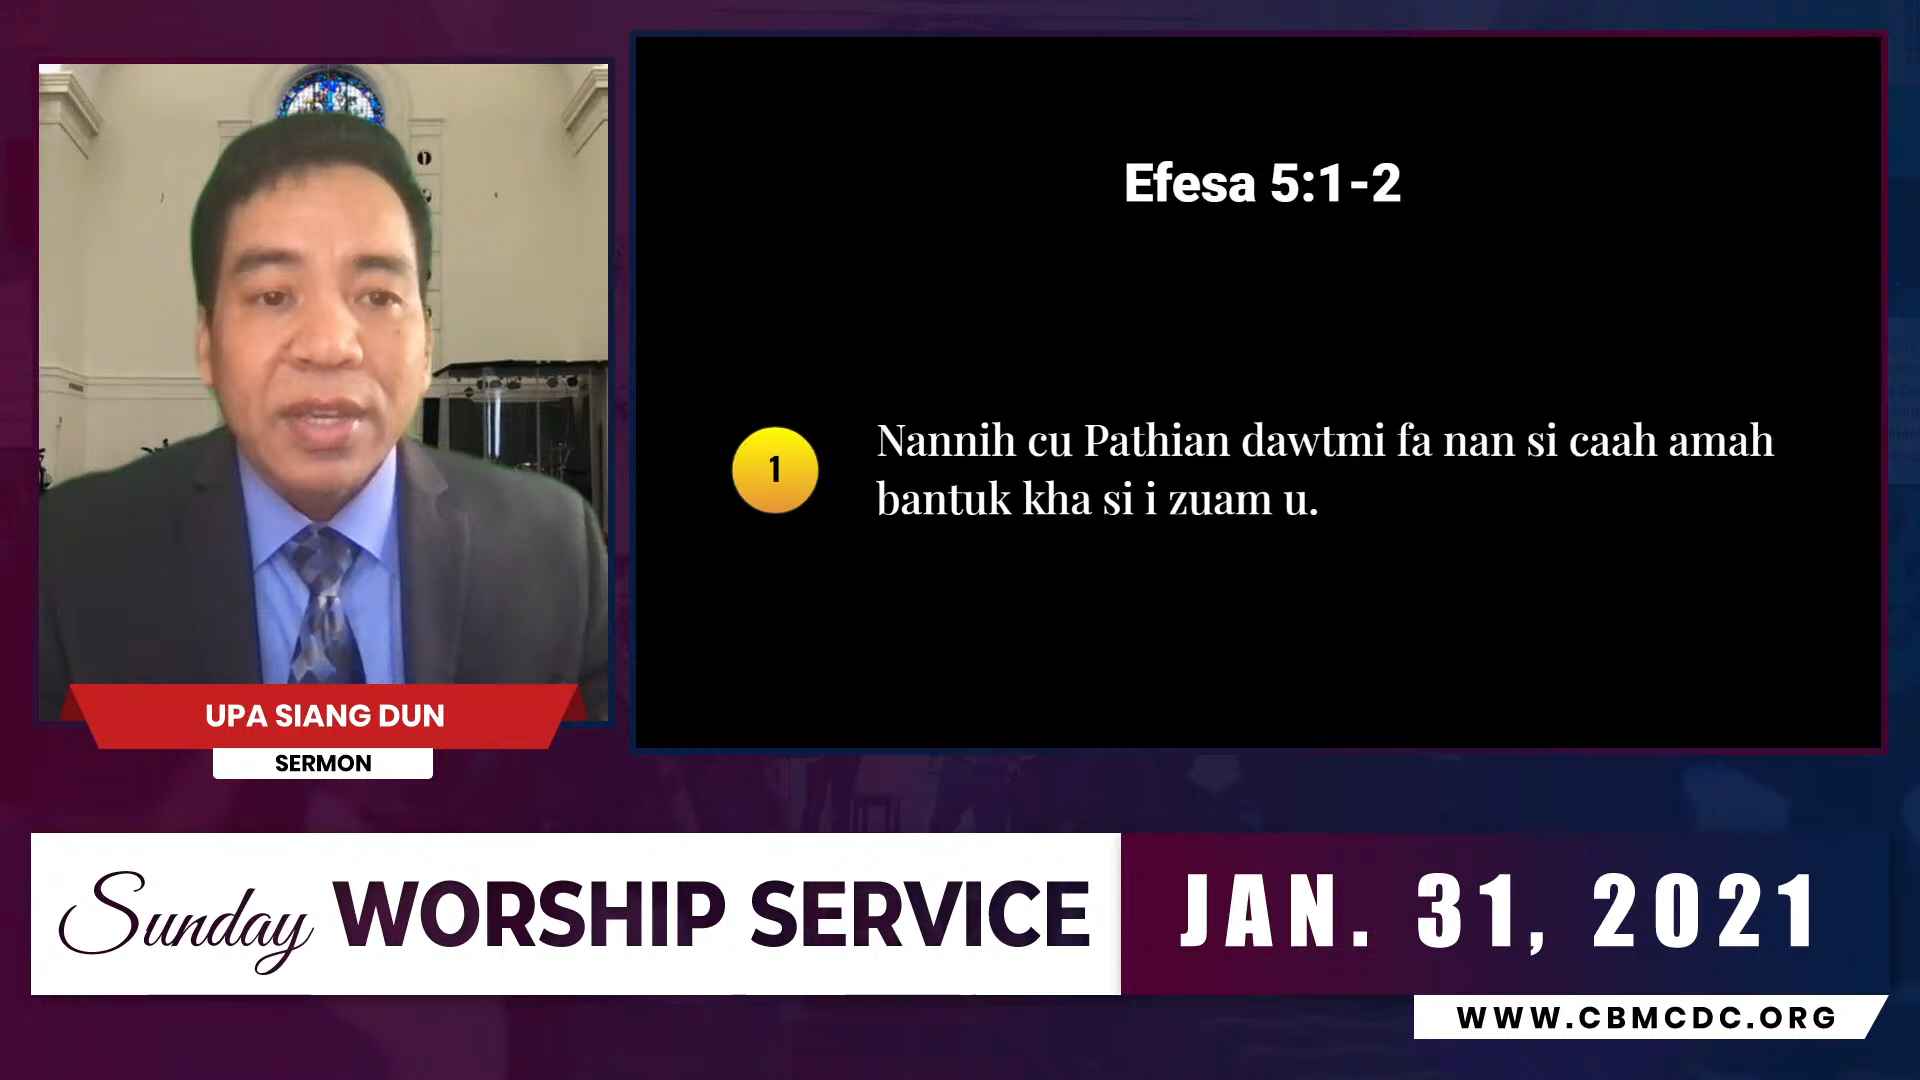 Efesa 5:1-2
1
Nannih cu Pathian dawtmi fa nan si caah amah
bantuk kha si i zuam u.
UPA SIANG DUN
SERMON
Sunday WORSHIP SERVICE
JAN. 31, 2021
WWW.CBMCDC.ORG